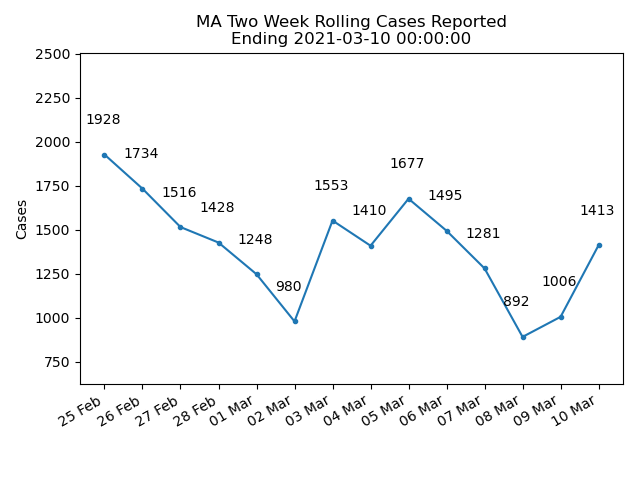 MA Two Week Rolling Cases Reported
Ending 2021-03-10 00:00:00
2500
2250
2000
1750
1500
1250
1000
750
Cases
1928
1734
1516
1428
1248
980
1553
1410
1677
1495
1281
892
1006
1413
25 Feb
26 Feb
27 Feb
28 Feb
01 Mar
02 Mar
03 Mar
04 Mar
05 Mar
06 Mar
07 Mar
08 Mar
09 Mar
10 Mar